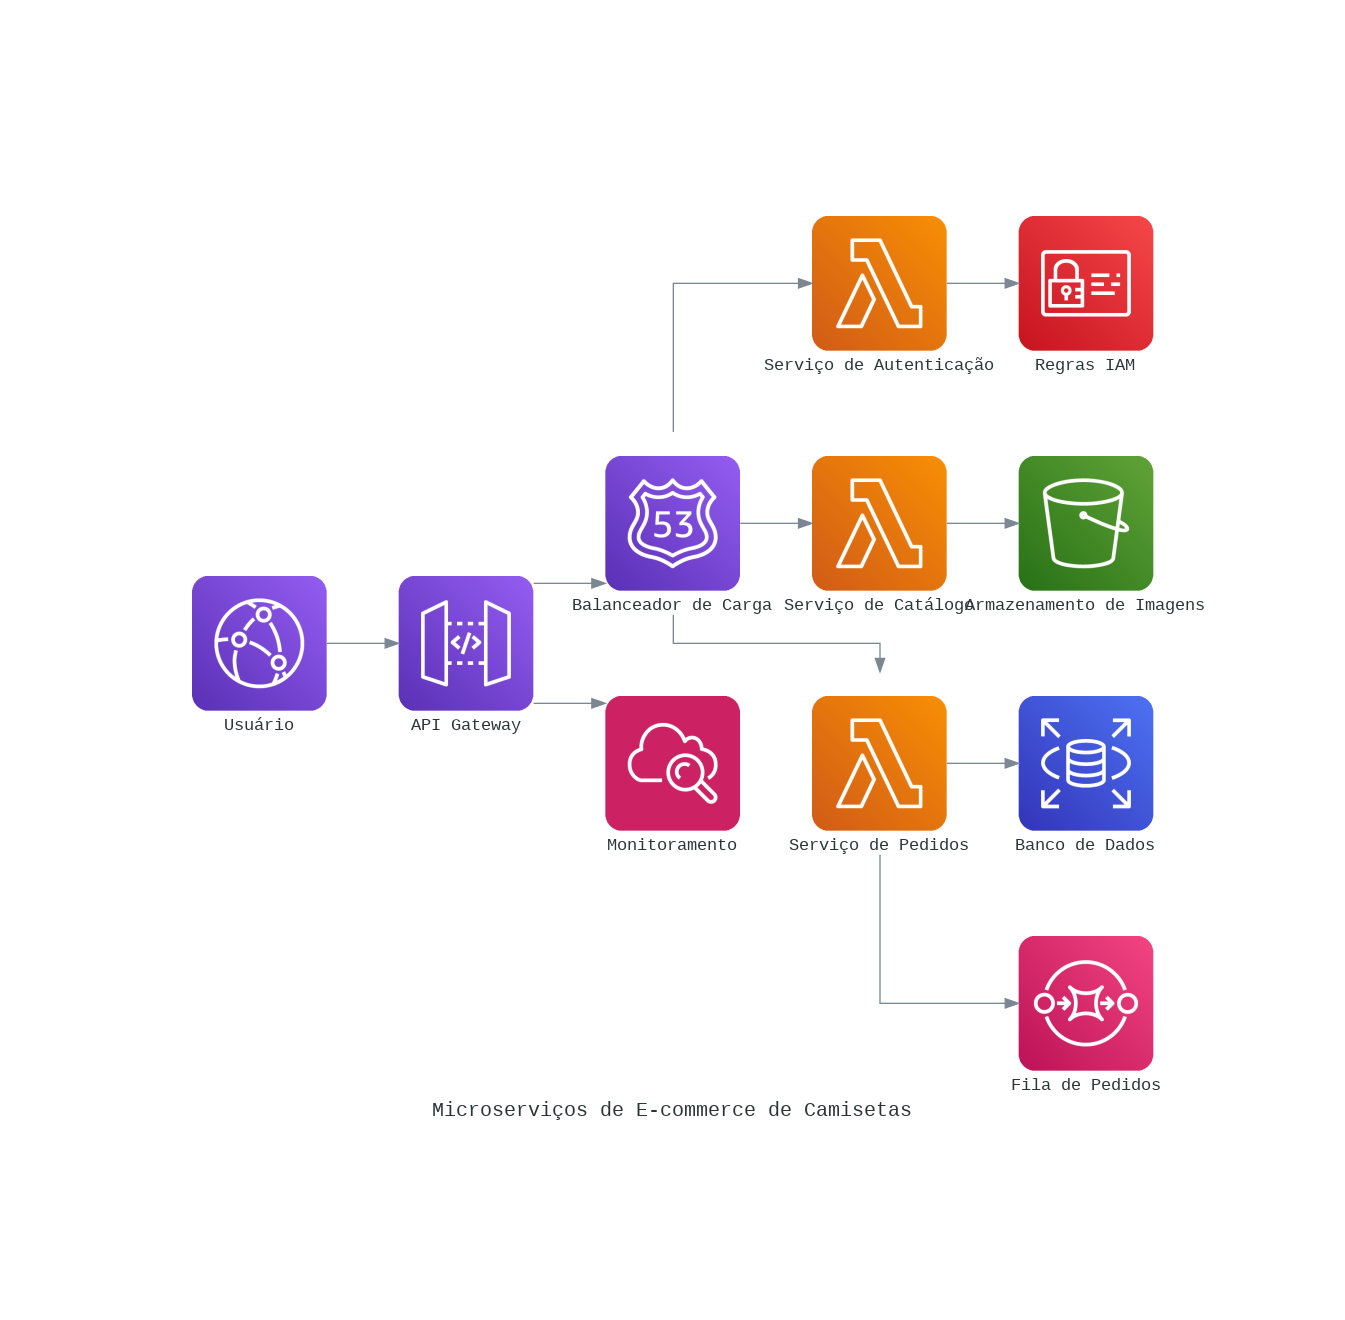 Serviço de Autenticação
Regras IAM
53
Balanceador de Carga
Serviço de Catálogo
Armazenamento de Imagens
</>
Usuário
API Gateway
Monitoramento
Serviço de Pedidos
Banco de Dados
Fila de Pedidos
Microserviços de E-commerce de Camisetas